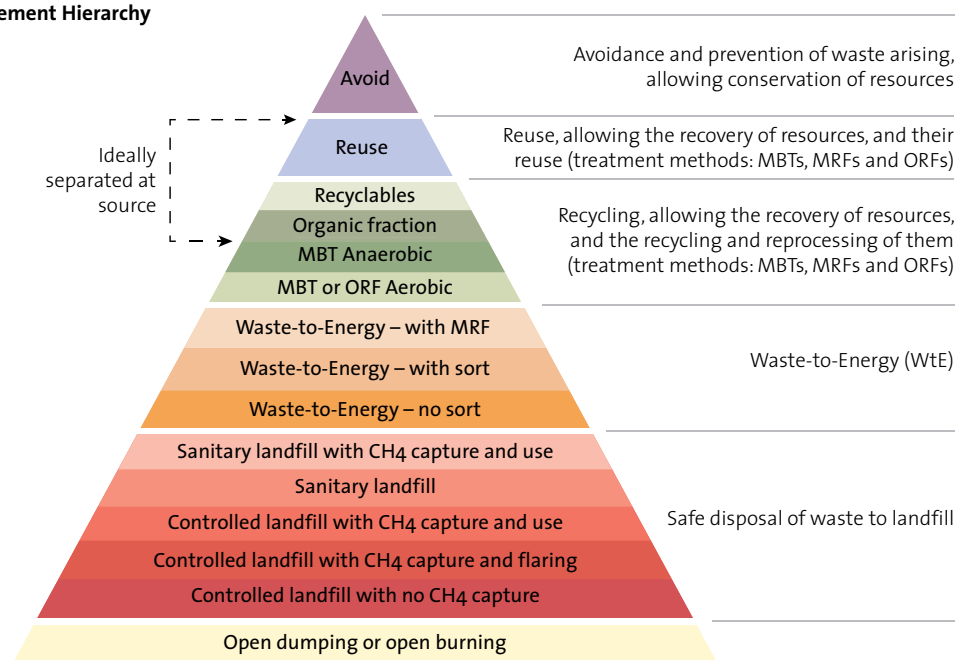 ement Hierarchy
Avoid
Avoidance and prevention of waste arising,
allowing conservation of resources
Ideally
separated at
source
Reuse
Reuse, allowing the recovery of resources, and their
reuse (treatment methods: MBTs, MRFs and ORFs)
Recyclables
Organic fraction
MBT Anaerobic
MBT or ORF Aerobic
Recycling, allowing the recovery of resources,
and the recycling and reprocessing of them
(treatment methods: MBTs, MRFs and ORFs)
Waste-to-Energy – with MRF
Waste-to-Energy – with sort
Waste-to-Energy – no sort
Waste-to-Energy (WtE)
Sanitary landfill with CH4 capture and use
Sanitary landfill
Controlled landfill with CH4 capture and use
Controlled landfill with CH4 capture and flaring
Controlled landfill with no CH4 capture
Safe disposal of waste to landfill
Open dumping or open burning